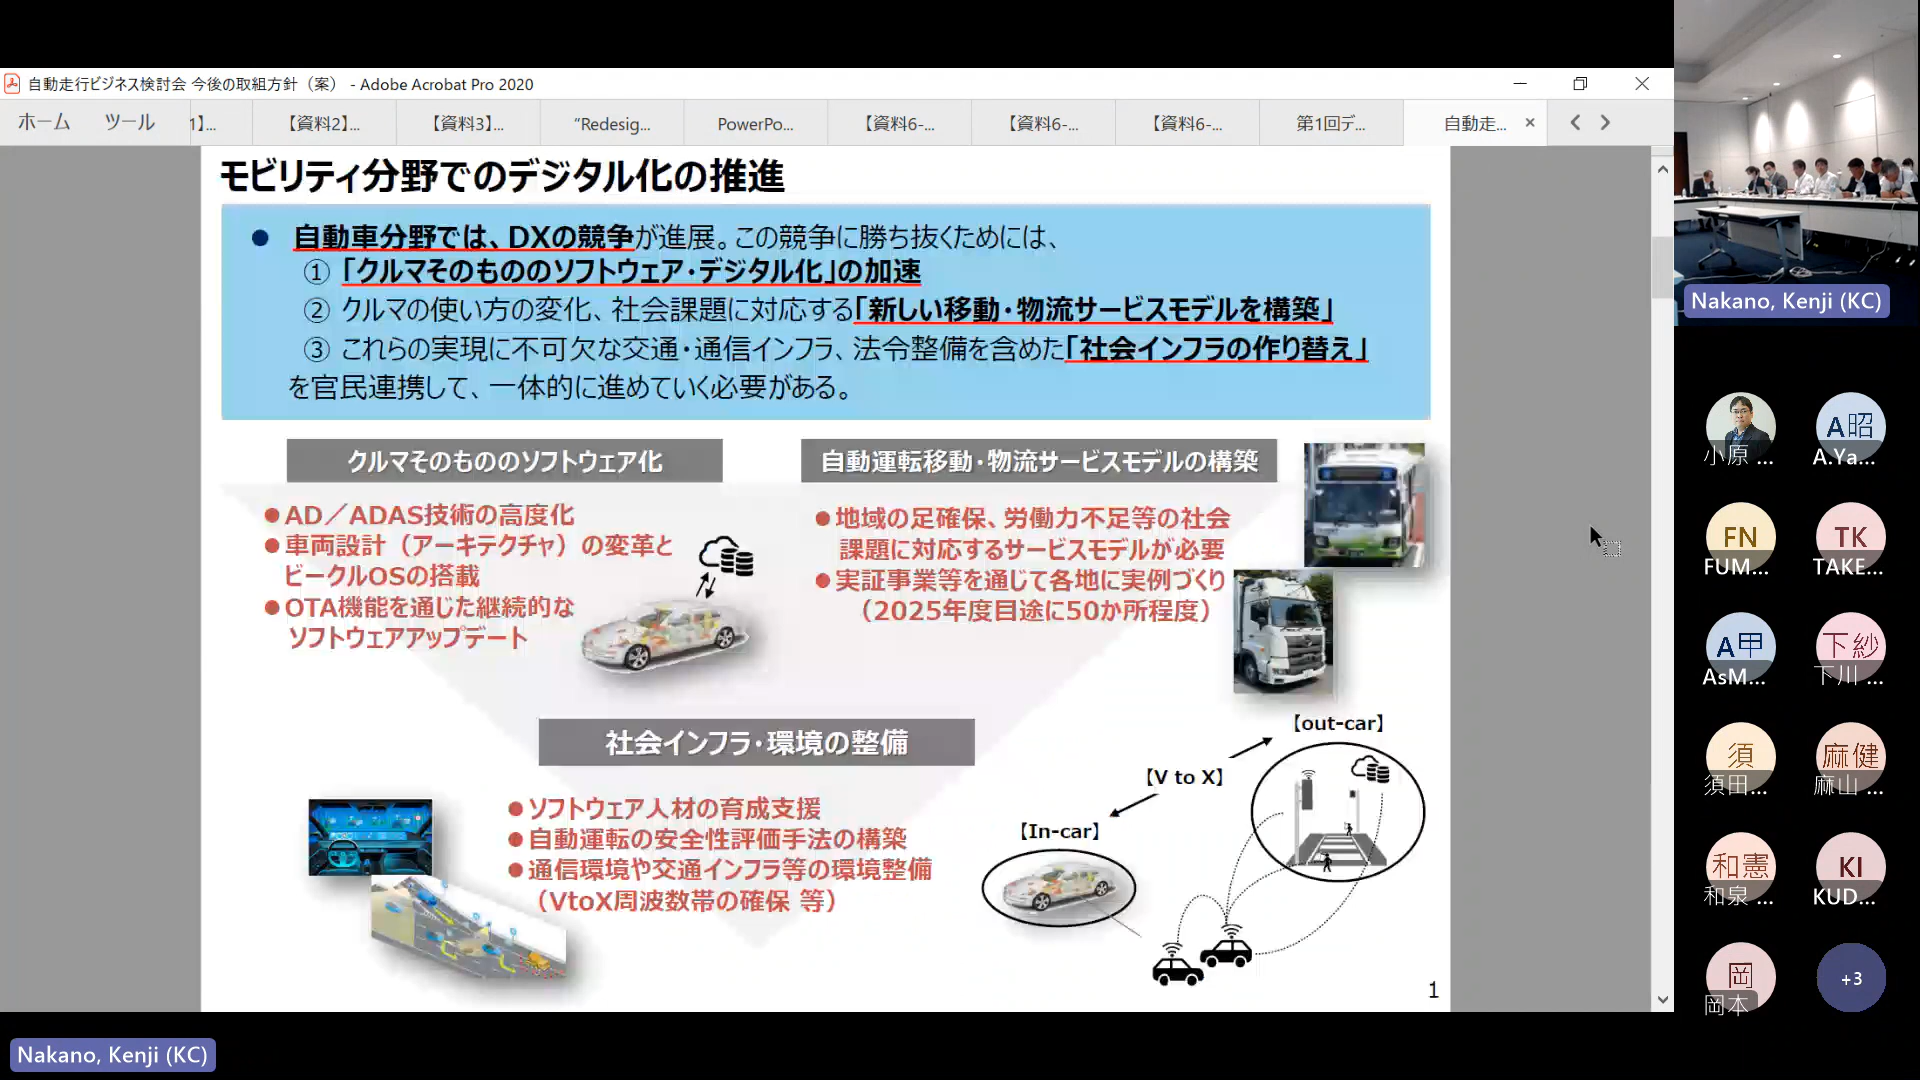 自動走行ビジネス検討会 今後の取組方針（案） - Adobe Acrobat Pro 2020
ホーム ツール 1】... 【資料2】... 【資料3】... "Redesig... PowerPo... 【資料6-... 【資料6-... 【資料6-... 第1回デ... 自動走...
モビリティ分野でのデジタル化の推進
● 自動車分野では、DXの競争が進展。この競争に勝ち抜くためには、
① 「クルマそのもののソフトウェア・デジタル化」の加速
② クルマの使い方の変化、社会課題に対応する「新しい移動・物流サービスモデルを構築」
③ これらの実現に不可欠な交通・通信インフラ、法令整備を含めた「社会インフラの作り替え」
を官民連携して、一体的に進めていく必要がある。
クルマそのもののソフトウェア化
●AD／ADAS技術の高度化
●車両設計（アーキテクチャ）の変革と
ビークルOSの搭載
●OTA機能を通じた継続的な
ソフトウェアアップデート
自動運転移動・物流サービスモデルの構築
●地域の足確保、労働力不足等の社会
課題に対応するサービスモデルが必要
●実証事業等を通じて各地に実例づくり
（2025年度目途に50か所程度）
社会インフラ・環境の整備
●ソフトウェア人材の育成支援
●自動運転の安全性評価手法の構築
●通信環境や交通インフラ等の環境整備
（VtoX周波数帯の確保 等）
【out-car】
【V to X】
【In-car】
1
Nakano, Kenji (KC)
Nakano, Kenji (KC)
小原 ...
A昭
A.Ya...
FN
FUM...
TK
TAKE...
A甲
AsM...
下紗
下川 ...
須
須田...
麻健
麻山 ...
和憲
和泉 ...
KI
KUD...
岡
岡本
+3